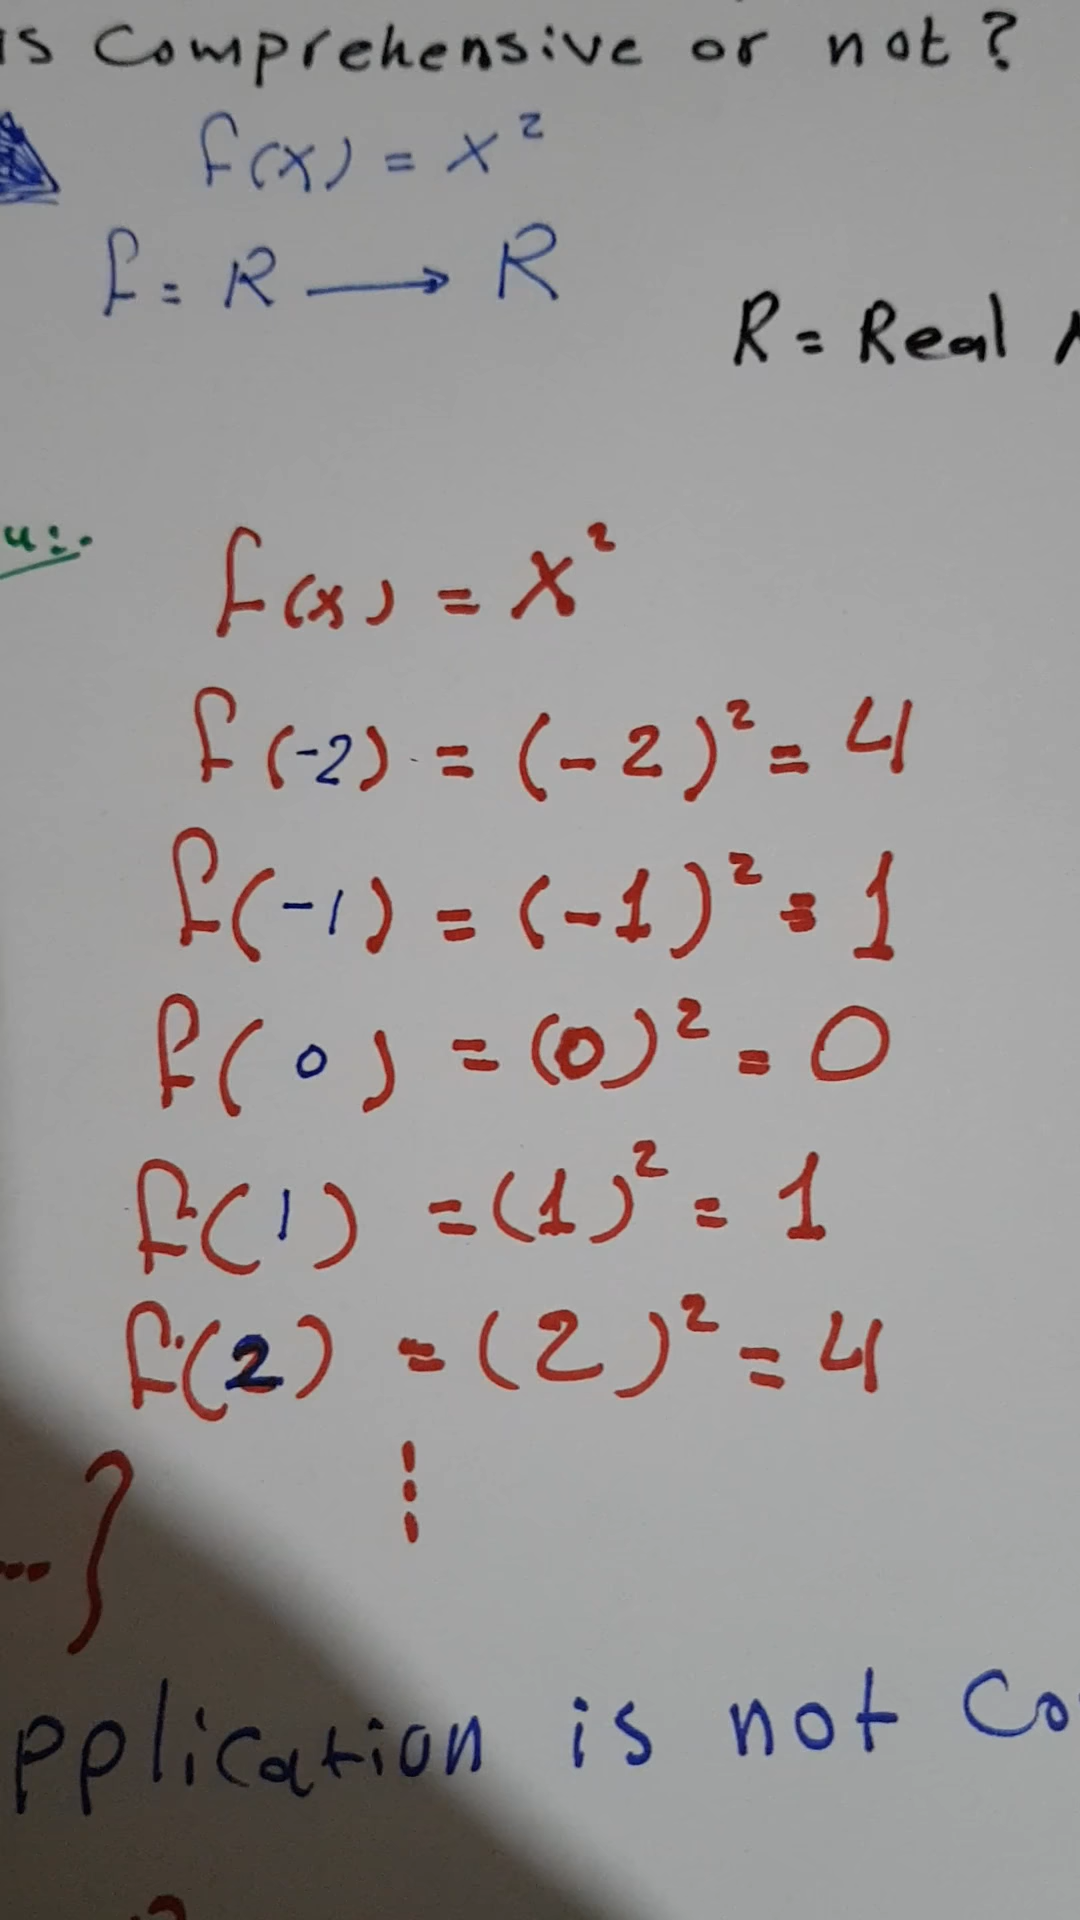 is Comprehensive or not?
f(x) = x²
f = R → R
R = Real
f(x) = x²
f(-2) = (-2)² = 4
f(-1) = (-1)² = 1
f(0) = (0)² = 0
f(1) = (1)² = 1
f(2) = (2)² = 4
⋮
...}
pplication is not Co